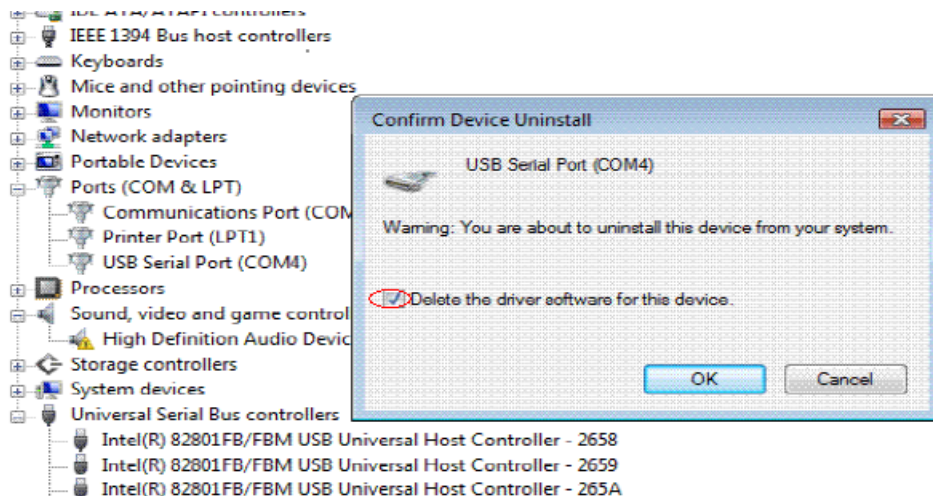 IDE ATA/ATAPI controllers
IEEE 1394 Bus host controllers
Keyboards
Mice and other pointing devices
Monitors
Network adapters
Portable Devices
Ports (COM & LPT)
Communications Port (COM
Printer Port (LPT1)
USB Serial Port (COM4)
Processors
Sound, video and game control
High Definition Audio Devic
Storage controllers
System devices
Universal Serial Bus controllers
Intel(R) 82801FB/FBM USB Universal Host Controller - 2658
Intel(R) 82801FB/FBM USB Universal Host Controller - 2659
Intel(R) 82801FB/FBM USB Universal Host Controller - 265A
Confirm Device Uninstall
USB Serial Port (COM4)
Warning: You are about to uninstall this device from your system.
Delete the driver software for this device.
OK
Cancel